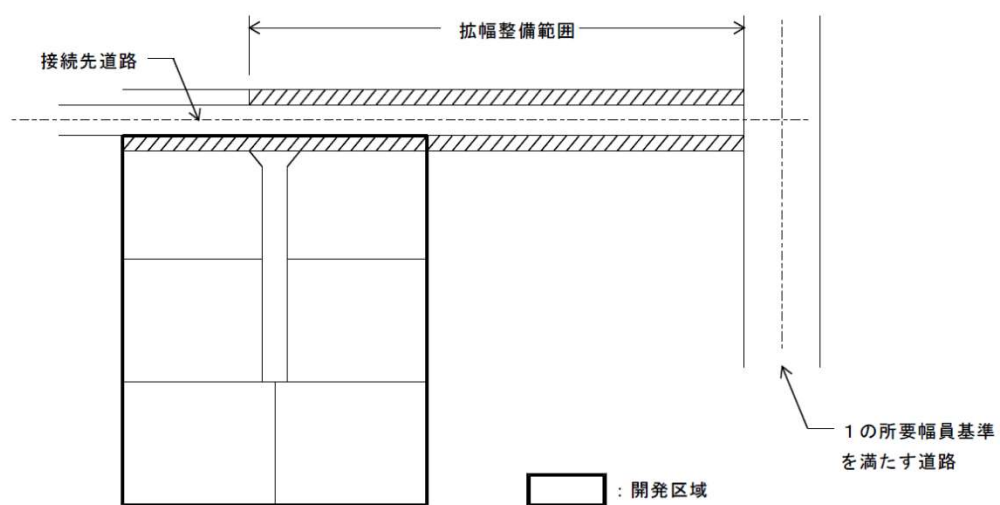 拡幅整備範囲
接続先道路
1の所要幅員基準
を満たす道路
：開発区域